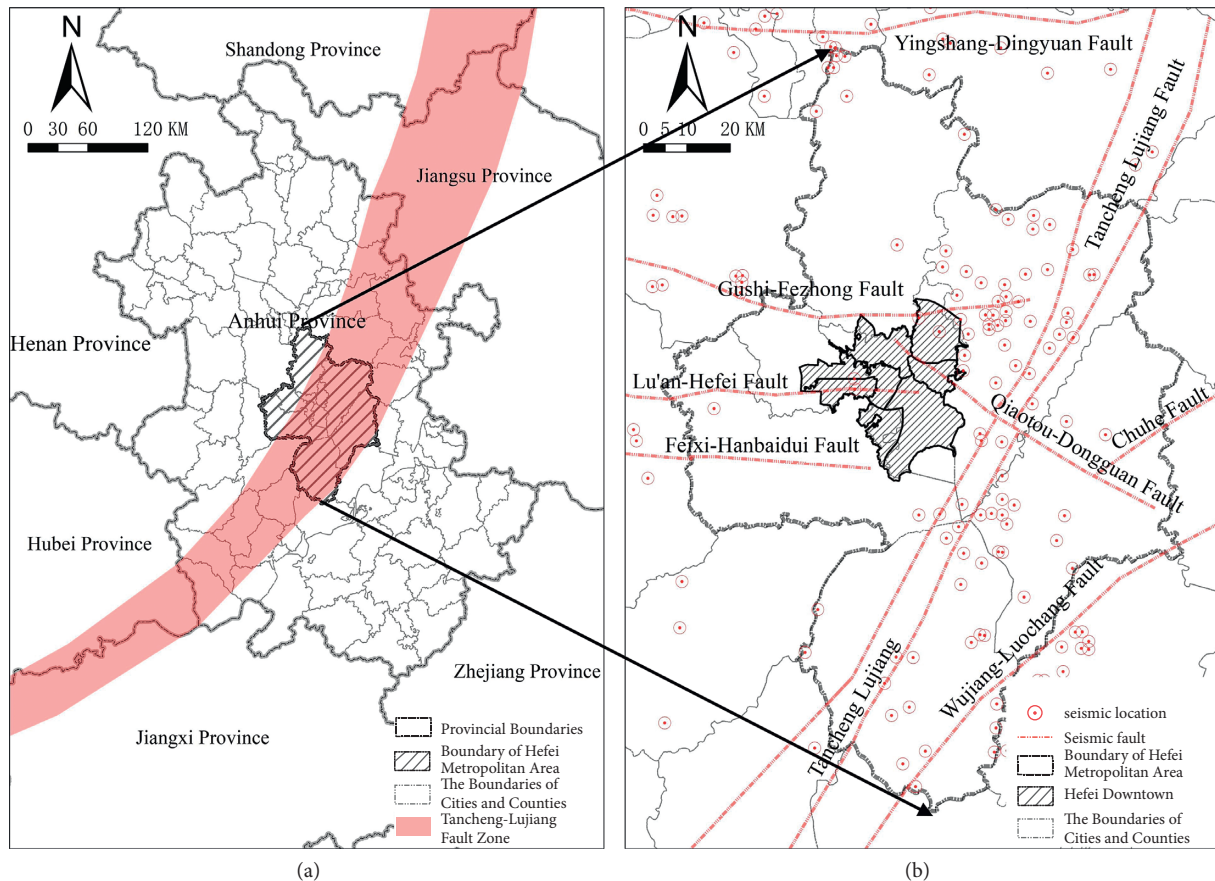 N
0 30 60 120 KM
Shandong Province
Jiangsu Province
Anhui Province
Henan Province
Hubei Province
Zhejiang Province
Jiangxi Province
Provincial Boundaries
Boundary of Hefei
Metropolitan Area
The Boundaries of
Cities and Counties
Tancheng-Lujiang
Fault Zone
(a)
N
0 5 10 20 KM
Yingshang-Dingyuan Fault
Tancheng Lujiang Fault
Gushi-Fezhong Fault
Lu'an-Hefei Fault
Feixi-Hanbaidui Fault
Qiaotou-Dongguan Fault
Chuhe Fault
Wujiang-Luochang Fault
Tancheng Lujiang
seismic location
Seismic fault
Boundary of Hefei
Metropolitan Area
Hefei Downtown
The Boundaries of
Cities and Counties
(b)